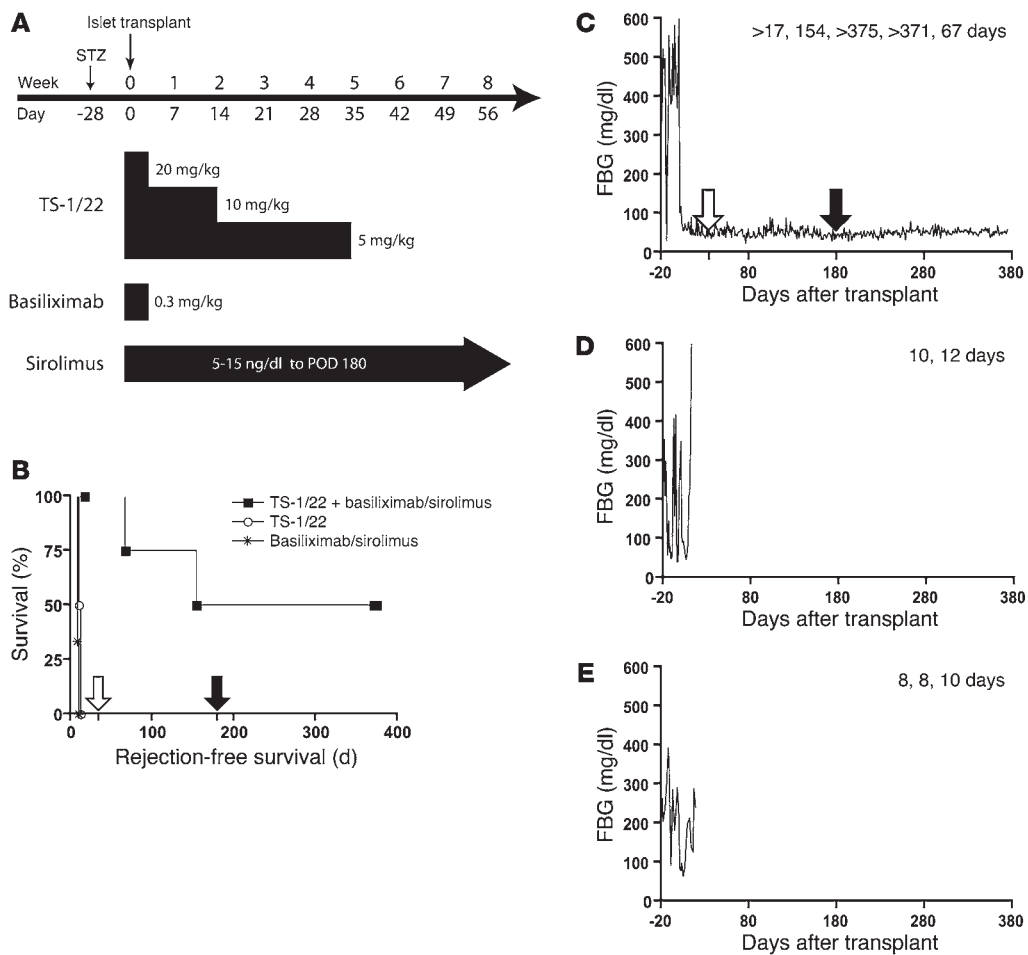 A
Islet transplant
STZ
Week 0 1 2 3 4 5 6 7 8
Day -28 0 7 14 21 28 35 42 49 56
TS-1/22
20 mg/kg
10 mg/kg
5 mg/kg
Basiliximab
0.3 mg/kg
Sirolimus
5-15 ng/dl to POD 180
B
Survival (%)
100
75
50
25
0
TS-1/22 + basiliximab/sirolimus
TS-1/22
Basiliximab/sirolimus
0 100 200 300 400
Rejection-free survival (d)
C
>17, 154, >375, >371, 67 days
FBG (mg/dl)
600
500
400
300
200
100
0
-20 80 180 280 380
Days after transplant
D
10, 12 days
FBG (mg/dl)
600
500
400
300
200
100
0
-20 80 180 280 380
Days after transplant
E
8, 8, 10 days
FBG (mg/dl)
600
500
400
300
200
100
0
-20 80 180 280 380
Days after transplant